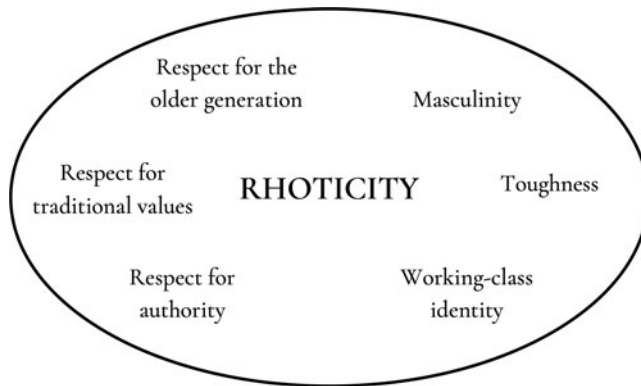 Respect for the
older generation
Masculinity
Respect for
traditional values
RHOTICITY
Toughness
Respect for
authority
Working-class
identity